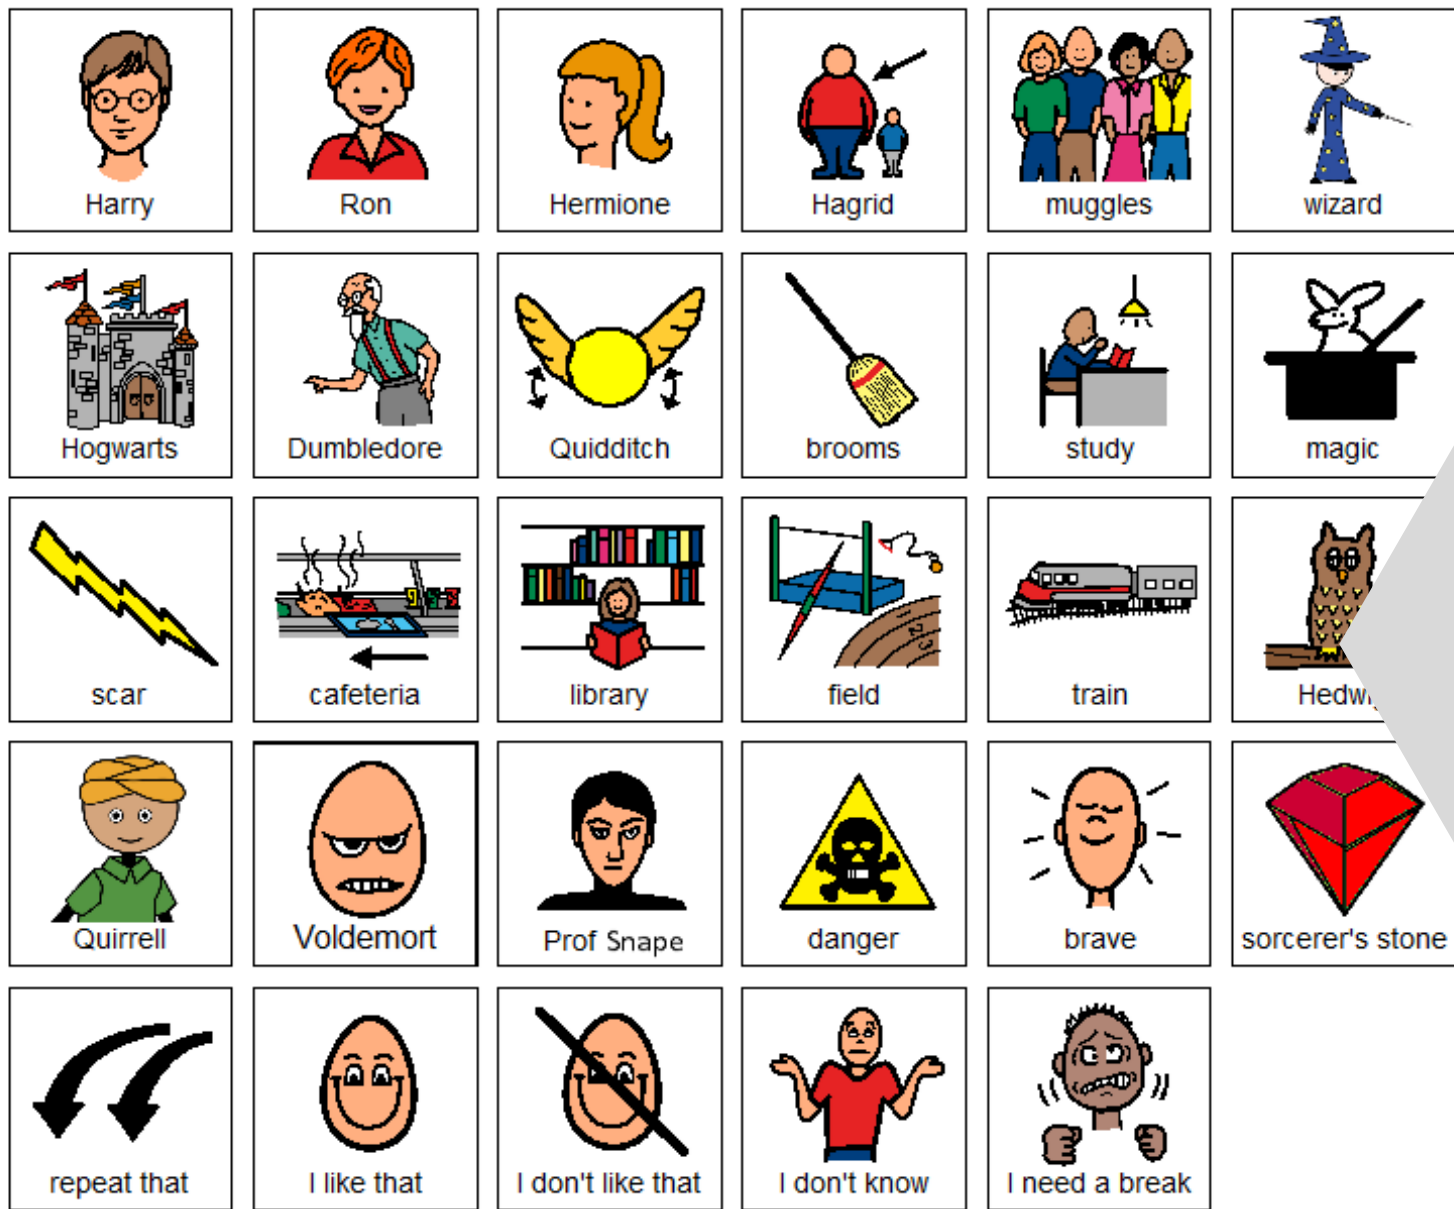 Harry
Ron
Hermione
Hagrid
muggles
wizard
Hogwarts
Dumbledore
Quidditch
brooms
study
magic
scar
cafeteria
library
field
train
Quirrell
Voldemort
Prof Snape
danger
brave
sorcerer's stone
repeat that
I like that
I don't like that
I don't know
I need a break